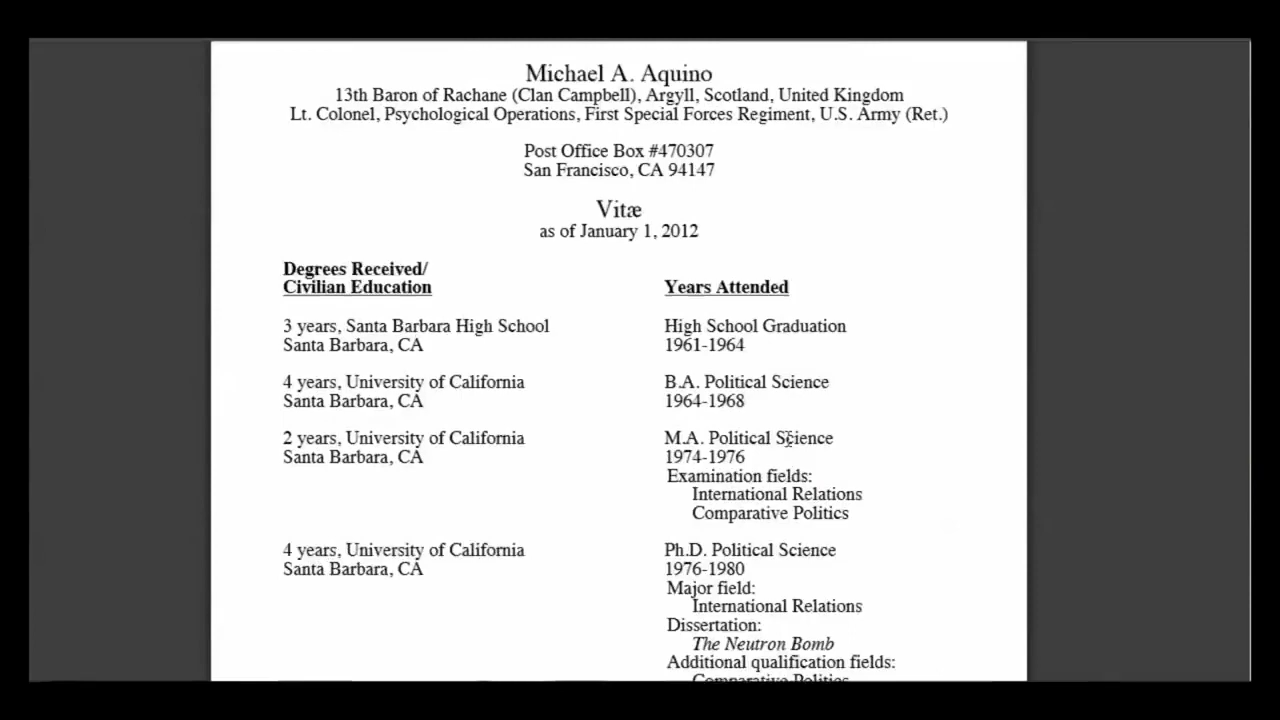 Michael A. Aquino
13th Baron of Rachane (Clan Campbell), Argyll, Scotland, United Kingdom
Lt. Colonel, Psychological Operations, First Special Forces Regiment, U.S. Army (Ret.)
Post Office Box #470307
San Francisco, CA 94147
Vitæ
as of January 1, 2012
Degrees Received/
Civilian Education
Years Attended
3 years, Santa Barbara High School
High School Graduation
Santa Barbara, CA
1961-1964
4 years, University of California
B.A. Political Science
Santa Barbara, CA
1964-1968
2 years, University of California
M.A. Political Science
Santa Barbara, CA
1974-1976
Examination fields:
International Relations
Comparative Politics
4 years, University of California
Ph.D. Political Science
Santa Barbara, CA
1976-1980
Major field:
International Relations
Dissertation:
The Neutron Bomb
Additional qualification fields:
Comparative Politics